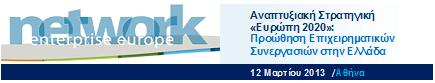 network
enterprise europe
Αναπτυξιακή Στρατηγική
«Ευρώπη 2020»:
Προώθηση Επιχειρηματικών
Συνεργασιών στην Ελλάδα
12 Μαρτίου 2013 /Αθήνα